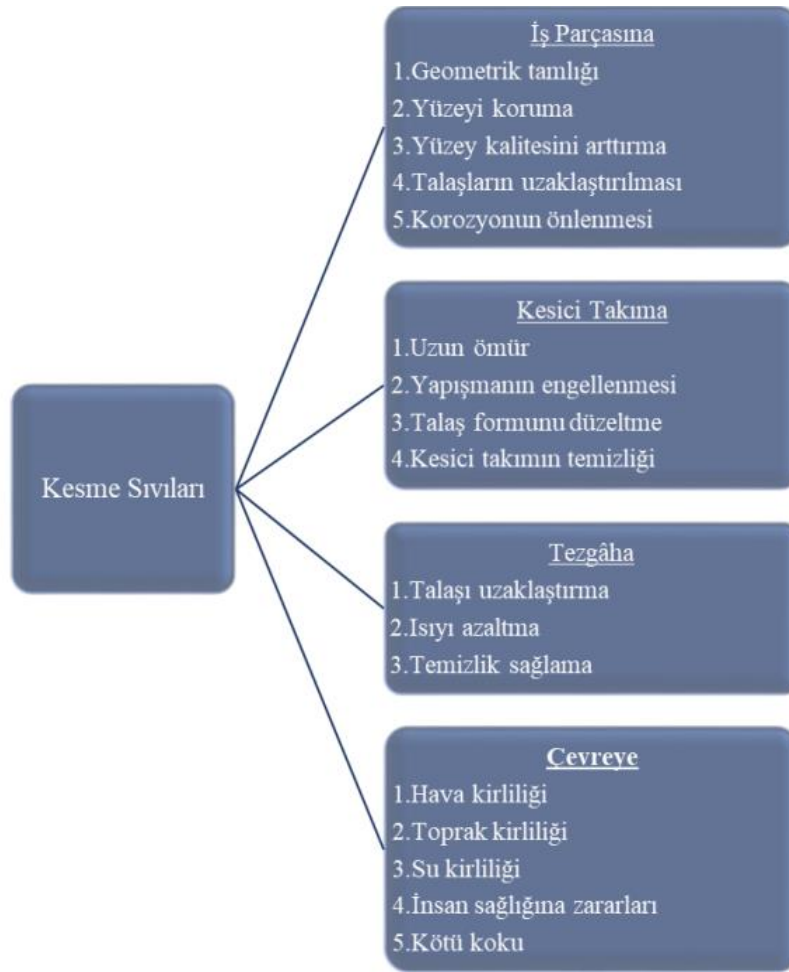 Kesme Sıvıları
İş Parçasına
1.Geometrik tamlığı
2.Yüzeyi koruma
3.Yüzey kalitesini arttırma
4.Talaşların uzaklaştırılması
5.Korozyonun önlenmesi
Kesici Takıma
1.Uzun ömür
2.Yapışmanın engellenmesi
3.Talaş formunu düzeltme
4.Kesici takımın temizliği
Tezgâha
1.Talaşı uzaklaştırma
2.Isıyı azaltma
3.Temizlik sağlama
Çevreye
1.Hava kirliliği
2.Toprak kirliliği
3.Su kirliliği
4.İnsan sağlığına zararları
5.Kötü koku